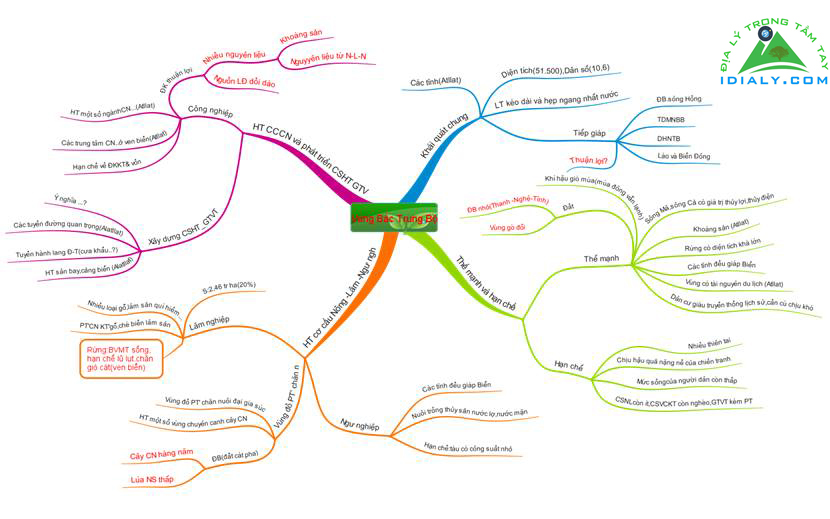 ĐỊA LÝ TRONG TẦM TAY
IDIALY.COM
Vùng Bắc Trung Bộ
Khái quát chung
Các tỉnh(Atlat)
Diện tích(51.500),Dân số(10,6)
LT kéo dài và hẹp ngang nhất nước
Tiếp giáp
ĐB.sông Hồng
TDMNBB
DHNTB
Lào và Biển Đông
Thuận lợi?
Thế mạnh và hạn chế
Thế mạnh
Khí hậu gió mùa(mùa đông vẫn lạnh)
Đất
ĐB nhỏ(Thanh -Nghệ-Tĩnh)
Vùng gò đồi
Sông Mã,sông Cả có giá trị thủy lợi,thủy điện
Khoáng sản (Atlat)
Rừng có diện tích khá lớn
Các tỉnh đều giáp Biển
Vùng có tài nguyên du lịch (Atlat)
Dân cư giàu truyền thống lịch sử,cần cù chịu khó
Hạn chế
Nhiều thiên tai
Chịu hậu quả nặng nề của chiến tranh
Mức sốngcủa người dân còn thấp
CSNLcòn ít,CSVCKT còn nghèo,GTVT kém PT
HT CCCN và phát triển CSHT GTV
Công nghiệp
ĐK thuận lợi
Nhiều nguyên liệu
Khoáng sản
Nguyyên liệu từ N-L-N
Nguồn LĐ dồi dào
HT một số ngànhCN...(Atlat)
Các trung tâm CN..ở ven biển(Atlat)
Hạn chế về ĐKKT& vốn
Xây dựng CSHT_GTVT
Ý nghĩa ..?
Các tuyến đường quan trọng(Alatlat)
Tuyến hành lang Đ-T(cưa khẩu..?)
HT sân bay,cảng biển (Alatlat)
HT cơ cấu Nông -Lâm -Ngư ngh
Lâm nghiệp
S:2.46 tr ha(20%)
Nhiều loại gỗ,lâm sản quí hiếm
PT'CN KT'gỗ,chế biến lâm sản
Rừng:BVMT sống,
hạn chế lũ lụt,chắn
gió cát(ven biển)
Vùng đồ PT' chăn n
Vùng đồ PT' chăn nuôi đại gia súc
HT một số vùng chuyên canh cây CN
ĐB(đất cát pha)
Cây CN hàng năm
Lúa NS thấp
Ngư nghiệp
Các tỉnh đều giáp Biển
Nuôi trồng thủy sản nước lợ,nước mặn
Hạn chế:tàu có công suất nhỏ